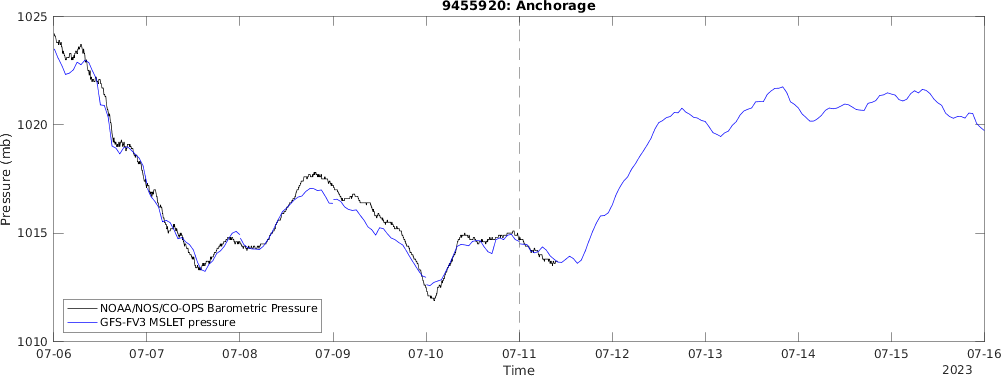 9455920: Anchorage
1025
1020
1015
1010
Pressure (mb)
NOAA/NOS/CO-OPS Barometric Pressure
GFS-FV3 MSLET pressure
07-06 07-07 07-08 07-09 07-10 07-11 07-12 07-13 07-14 07-15 07-16
Time
2023